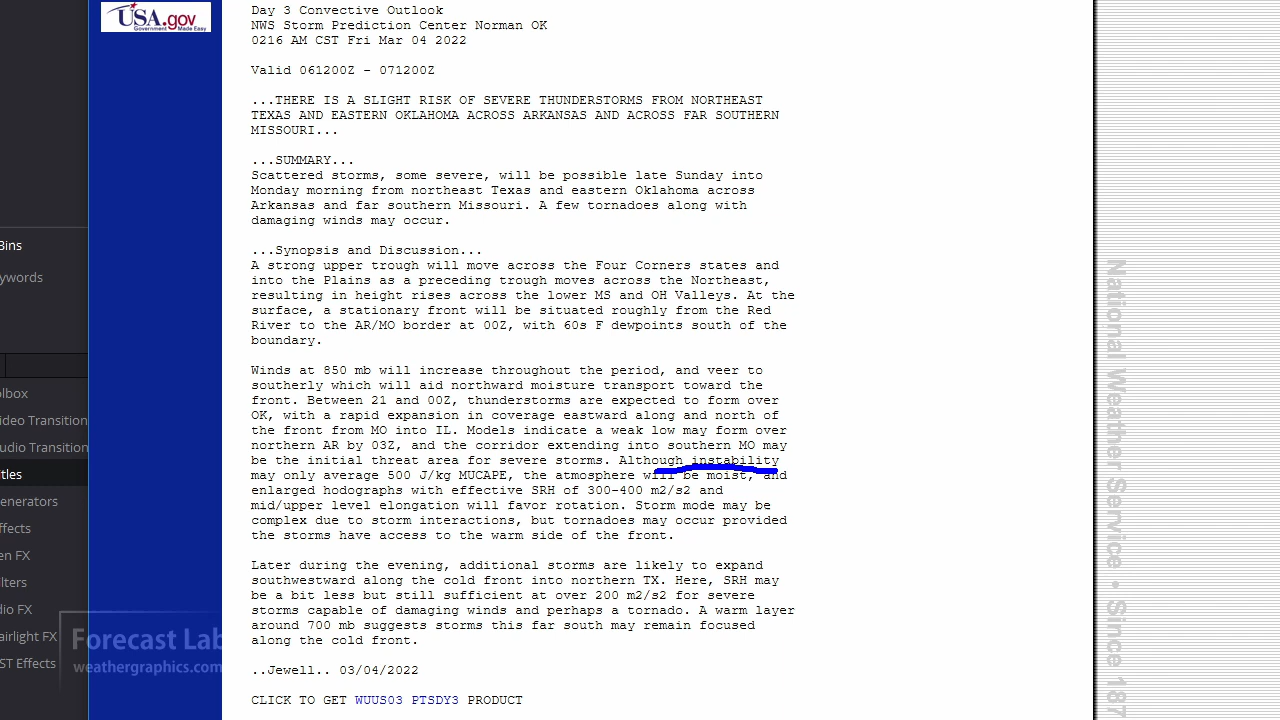 USA.gov
Government Made Easy
Day 3 Convective Outlook
NWS Storm Prediction Center Norman OK
0216 AM CST Fri Mar 04 2022
Valid 061200Z - 071200Z
...THERE IS A SLIGHT RISK OF SEVERE THUNDERSTORMS FROM NORTHEAST
TEXAS AND EASTERN OKLAHOMA ACROSS ARKANSAS AND ACROSS FAR SOUTHERN
MISSOURI...
...SUMMARY...
Scattered storms, some severe, will be possible late Sunday into
Monday morning from northeast Texas and eastern Oklahoma across
Arkansas and far southern Missouri. A few tornadoes along with
damaging winds may occur.
...Synopsis and Discussion...
A strong upper trough will move across the Four Corners states and
into the Plains as a preceding trough moves across the Northeast,
resulting in height rises across the lower MS and OH Valleys. At the
surface, a stationary front will be situated roughly from the Red
River to the AR/MO border at 00Z, with 60s F dewpoints south of the
boundary.
Winds at 850 mb will increase throughout the period, and veer to
southerly which will aid northward moisture transport toward the
front. Between 21 and 00Z, thunderstorms are expected to form over
OK, with a rapid expansion in coverage eastward along and north of
the front from MO into IL. Models indicate a weak low may form over
northern AR by 03Z, and the corridor extending into southern MO may
be the initial focus area for severe storms. Although instability
may only average 500 J/kg MUCAPE, the atmosphere will be moist, and
enlarged hodographs with effective SRH of 300-400 m2/s2 and
mid/upper level elongation will favor rotation. Storm mode may be
complex due to storm interactions, but tornadoes may occur provided
the storms have access to the warm side of the front.
Later during the evening, additional storms are likely to expand
southwestward along the cold front into northern TX. Here, SRH may
be a bit less but still sufficient at over 200 m2/s2 for severe
storms capable of damaging winds and perhaps a tornado. A warm layer
around 700 mb suggests storms this far south may remain focused
along the cold front.
..Jewell.. 03/04/2022
CLICK TO GET WUUS03 PTSDY3 PRODUCT
Bins
ywords
lbox
ideo Transition
udio Transition
tles
enerators
ffects
en FX
lters
dio FX
airlight FX
ST Effects
Forecast Lab
weathergraphics.com
National Weather Service • Since 187